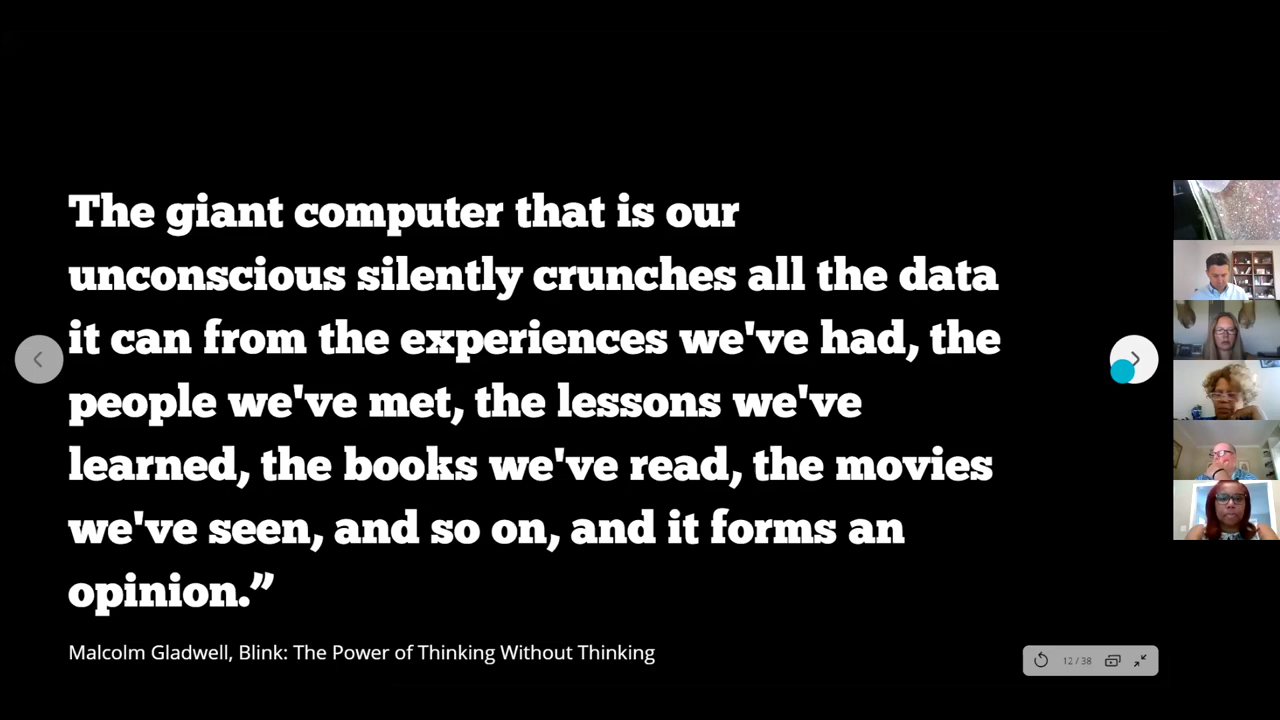 The giant computer that is our
unconscious silently crunches all the data
it can from the experiences we've had, the
people we've met, the lessons we've
learned, the books we've read, the movies
we've seen, and so on, and it forms an
opinion.”
Malcolm Gladwell, Blink: The Power of Thinking Without Thinking
12 / 38